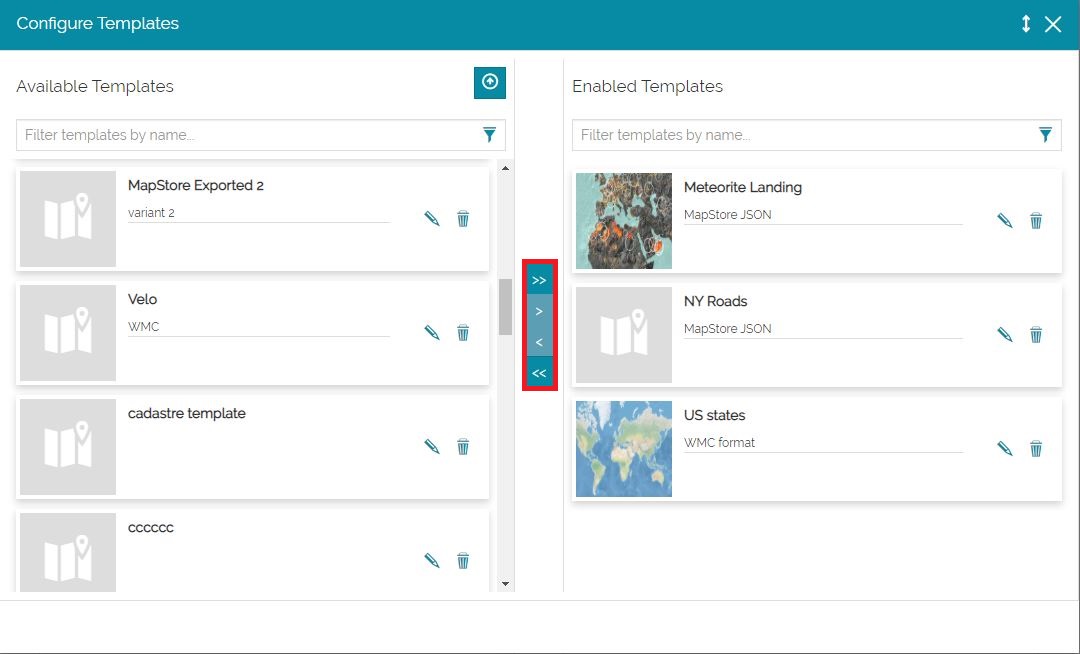 Configure Templates
Available Templates
Filter templates by name...
MapStore Exported 2
variant 2
Velo
WMC
cadastre template
cccccc
>>
>
<
<<
Enabled Templates
Filter templates by name...
Meteorite Landing
MapStore JSON
NY Roads
MapStore JSON
US states
WMC format